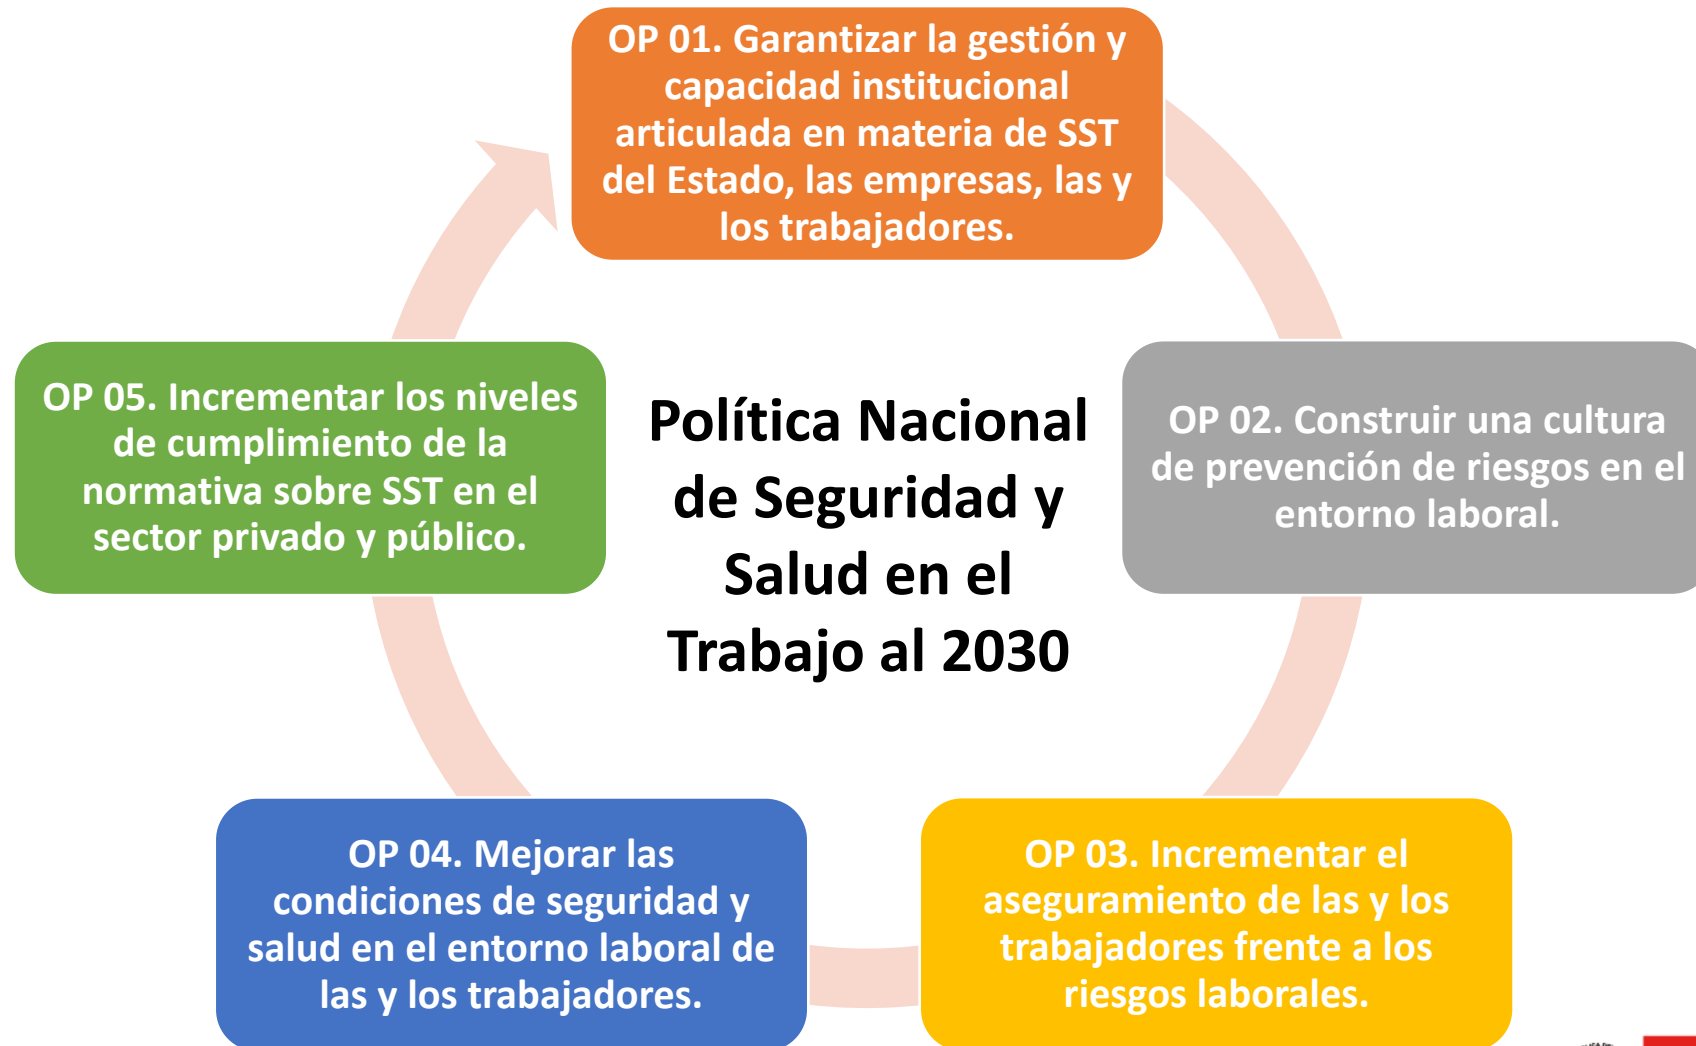 OP 01. Garantizar la gestión y
capacidad institucional
articulada en materia de SST
del Estado, las empresas, las y
los trabajadores.
OP 05. Incrementar los niveles
de cumplimiento de la
normativa sobre SST en el
sector privado y público.
Política Nacional
de Seguridad y
Salud en el
Trabajo al 2030
OP 02. Construir una cultura
de prevención de riesgos en el
entorno laboral.
OP 04. Mejorar las
condiciones de seguridad y
salud en el entorno laboral de
las y los trabajadores.
OP 03. Incrementar el
aseguramiento de las y los
trabajadores frente a los
riesgos laborales.